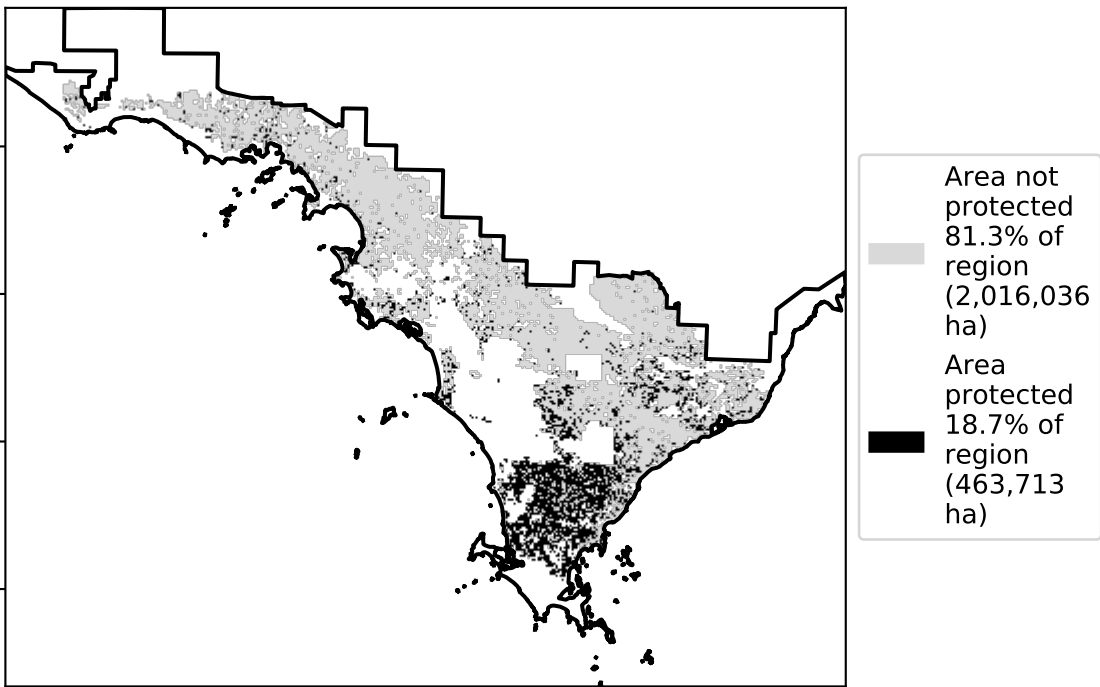 Area not
protected
81.3% of
region
(2,016,036
ha)
Area
protected
18.7% of
region
(463,713
ha)